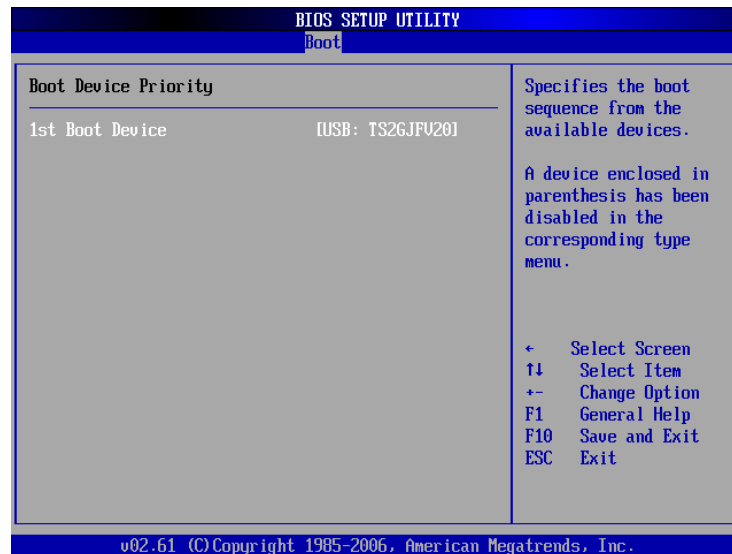 BIOS SETUP UTILITY
Boot
Boot Device Priority
1st Boot Device [USB: TS2GJFV20]
Specifies the boot
sequence from the
available devices.
A device enclosed in
parenthesis has been
disabled in the
corresponding type
menu.
← Select Screen
↑↓ Select Item
+- Change Option
F1 General Help
F10 Save and Exit
ESC Exit
v02.61 (C)Copyright 1985-2006, American Megatrends, Inc.